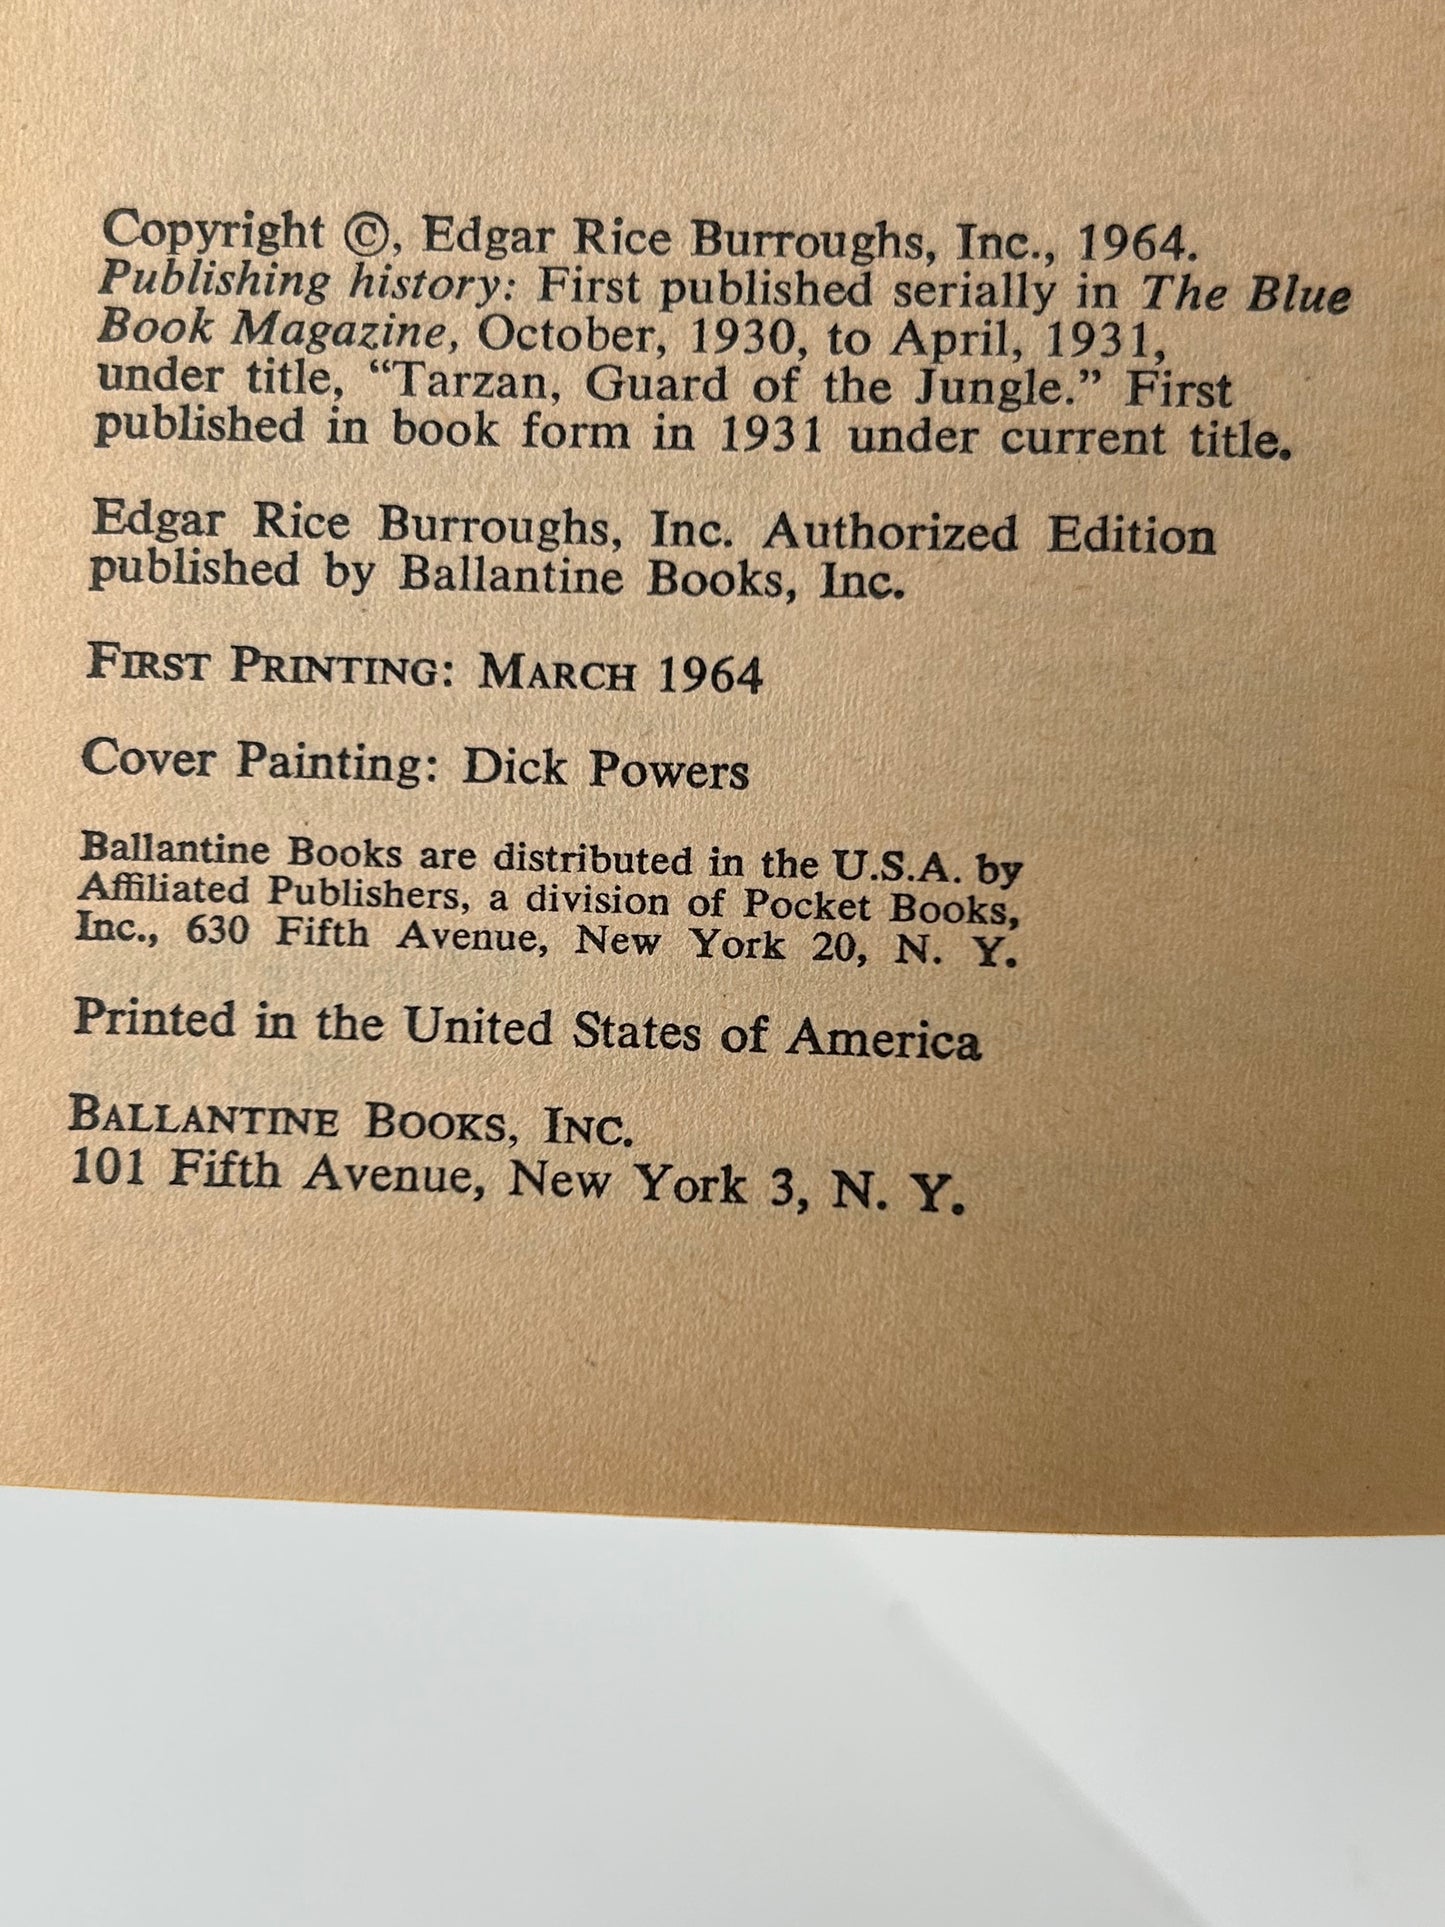 Copyright ©, Edgar Rice Burroughs, Inc., 1964.
Publishing history: First published serially in The Blue
Book Magazine, October, 1930, to April, 1931,
under title, “Tarzan, Guard of the Jungle.” First
published in book form in 1931 under current title.
Edgar Rice Burroughs, Inc. Authorized Edition
published by Ballantine Books, Inc.
FIRST PRINTING: MARCH 1964
Cover Painting: Dick Powers
Ballantine Books are distributed in the U.S.A. by
Affiliated Publishers, a division of Pocket Books,
Inc., 630 Fifth Avenue, New York 20, N. Y.
Printed in the United States of America
BALLANTINE BOOKS, INC.
101 Fifth Avenue, New York 3, N. Y.